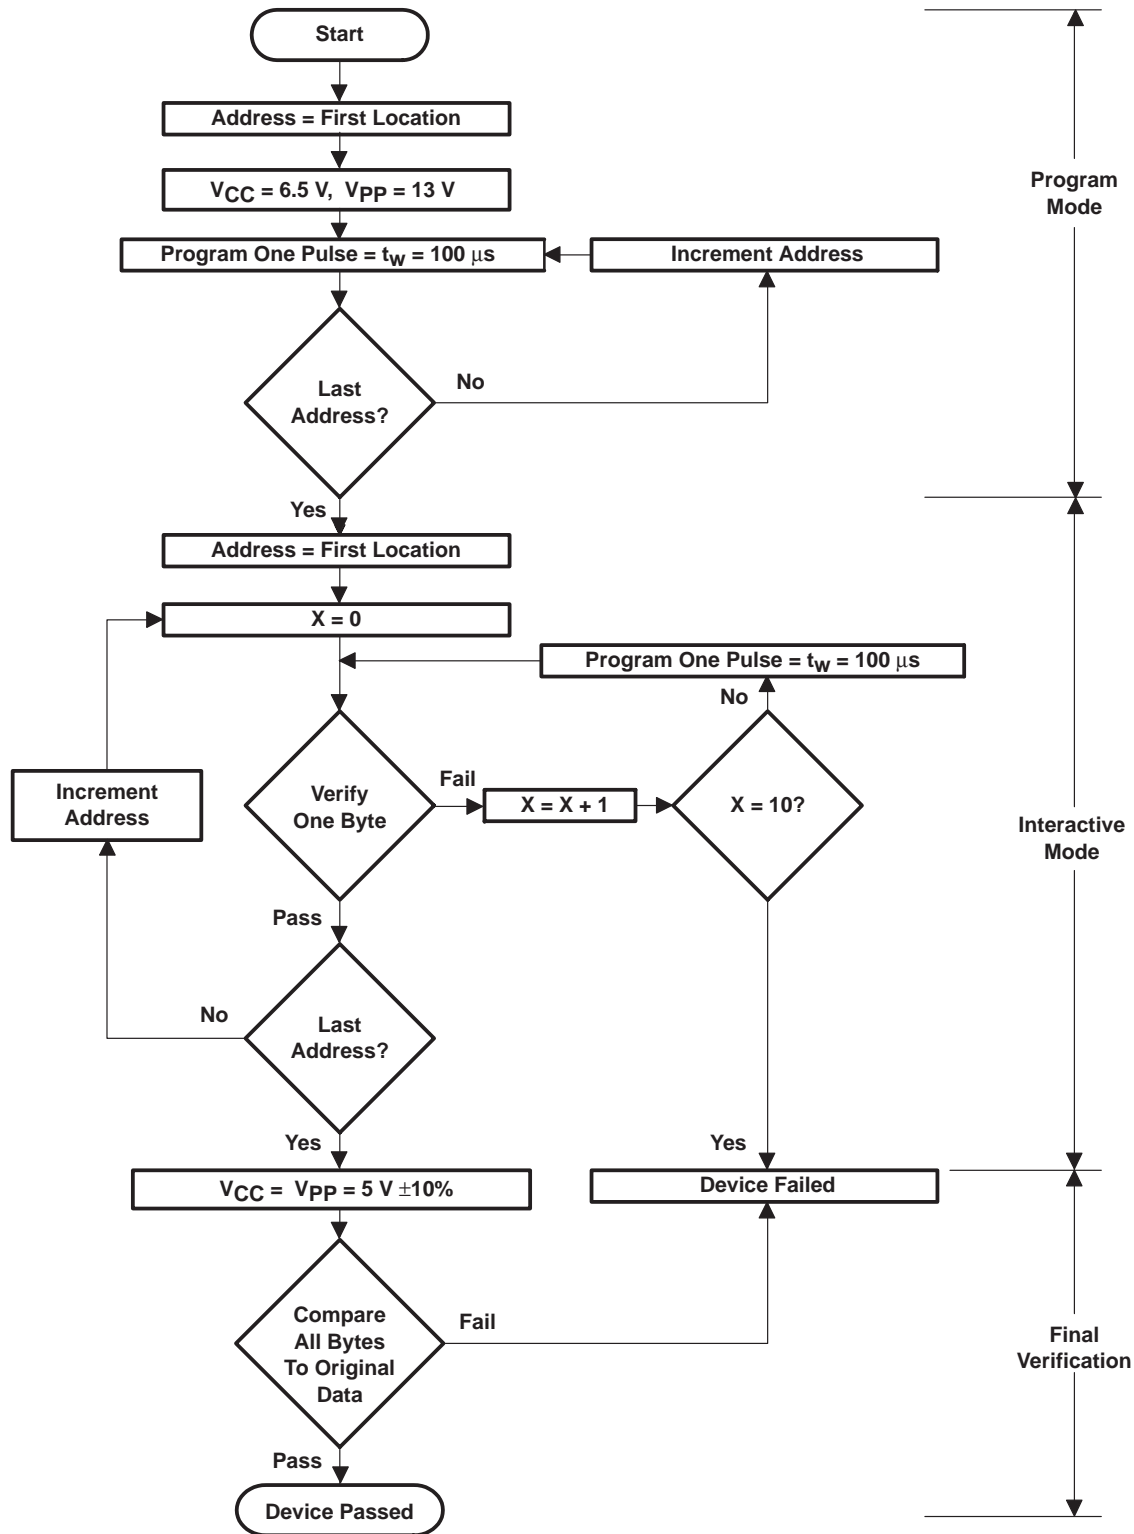 Start
Address = First Location
VCC = 6.5 V, VPP = 13 V
Program One Pulse = tw = 100 μs
Increment Address
Last
Address?
No
Yes
Program
Mode
Address = First Location
X = 0
Program One Pulse = tw = 100 μs
No
Increment
Address
Verify
One Byte
Fail
X = X + 1
X = 10?
Interactive
Mode
Pass
No
Last
Address?
Yes
Yes
VCC = VPP = 5 V ±10%
Device Failed
Compare
All Bytes
To Original
Data
Fail
Final
Verification
Pass
Device Passed